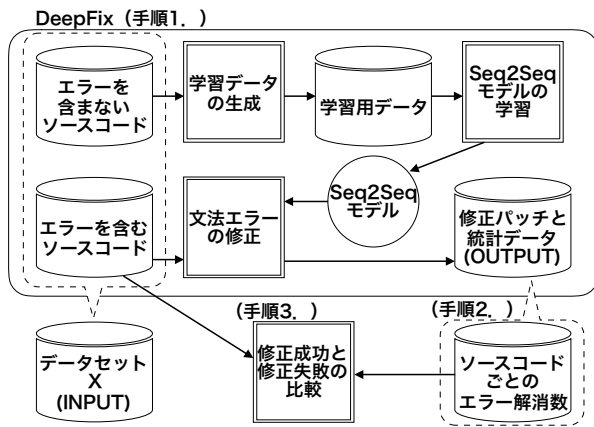 DeepFix（手順1．）
エラーを
含まない
ソースコード
学習データ
の生成
学習用データ
Seq2Seq
モデルの
学習
エラーを含む
ソースコード
文法エラー
の修正
Seq2Seq
モデル
修正パッチと
統計データ
(OUTPUT)
（手順3．）
（手順2．）
データセット
X
(INPUT)
修正成功と
修正失敗の
比較
ソースコード
ごとの
エラー解消数